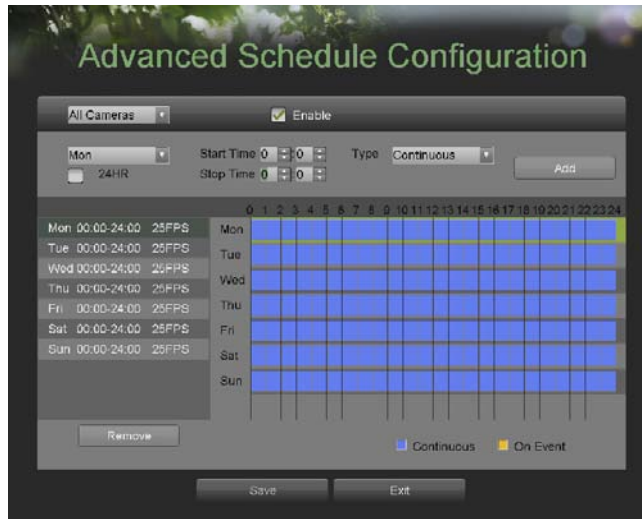 Advanced Schedule Configuration
All Cameras Enable
Mon Start Time 0 : 0 Type Continuous Add
24HR Stop Time 0 : 0
0 1 2 3 4 5 6 7 8 9 10 11 12 13 14 15 16 17 18 19 20 21 22 23 24
Mon 00:00-24:00 25FPS Mon
Tue 00:00-24:00 25FPS Tue
Wed 00:00-24:00 25FPS Wed
Thu 00:00-24:00 25FPS Thu
Fri 00:00-24:00 25FPS Fri
Sat 00:00-24:00 25FPS Sat
Sun 00:00-24:00 25FPS Sun
Remove Continuous On Event
Save Exit